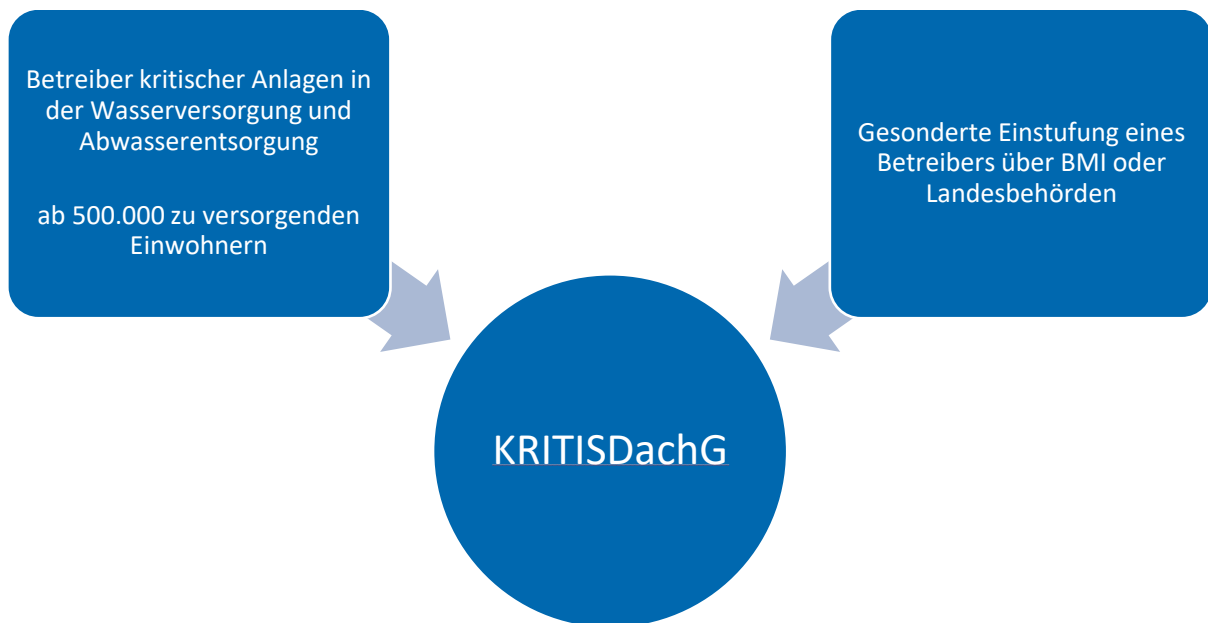 Betreiber kritischer Anlagen in
der Wasserversorgung und
Abwasserentsorgung
ab 500.000 zu versorgenden
Einwohnern
Gesonderte Einstufung eines
Betreibers über BMI oder
Landesbehörden
KRITISDachG